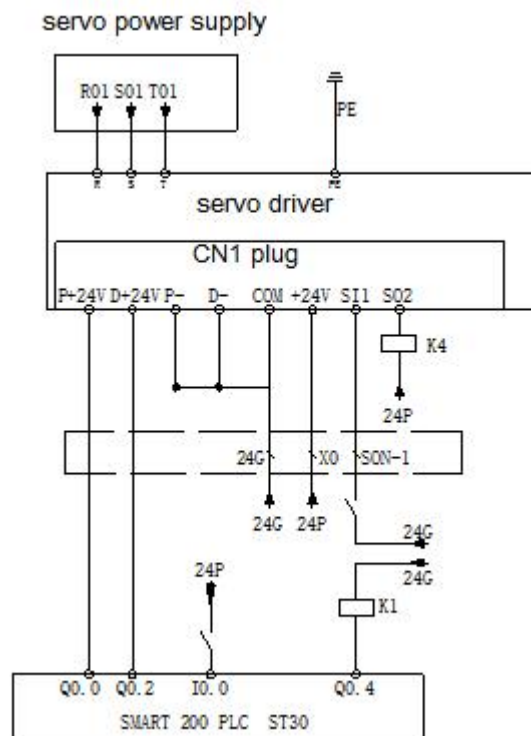 servo power supply
R01 S01 T01
PE
R S T PE
servo driver
CN1 plug
P+24V D+24V P- D- COM +24V SI1 SO2
K4
24P
24G X0 SON-1
24G 24P
24G
24P 24G
K1
Q0.0 Q0.2 I0.0 Q0.4
SMART 200 PLC ST30